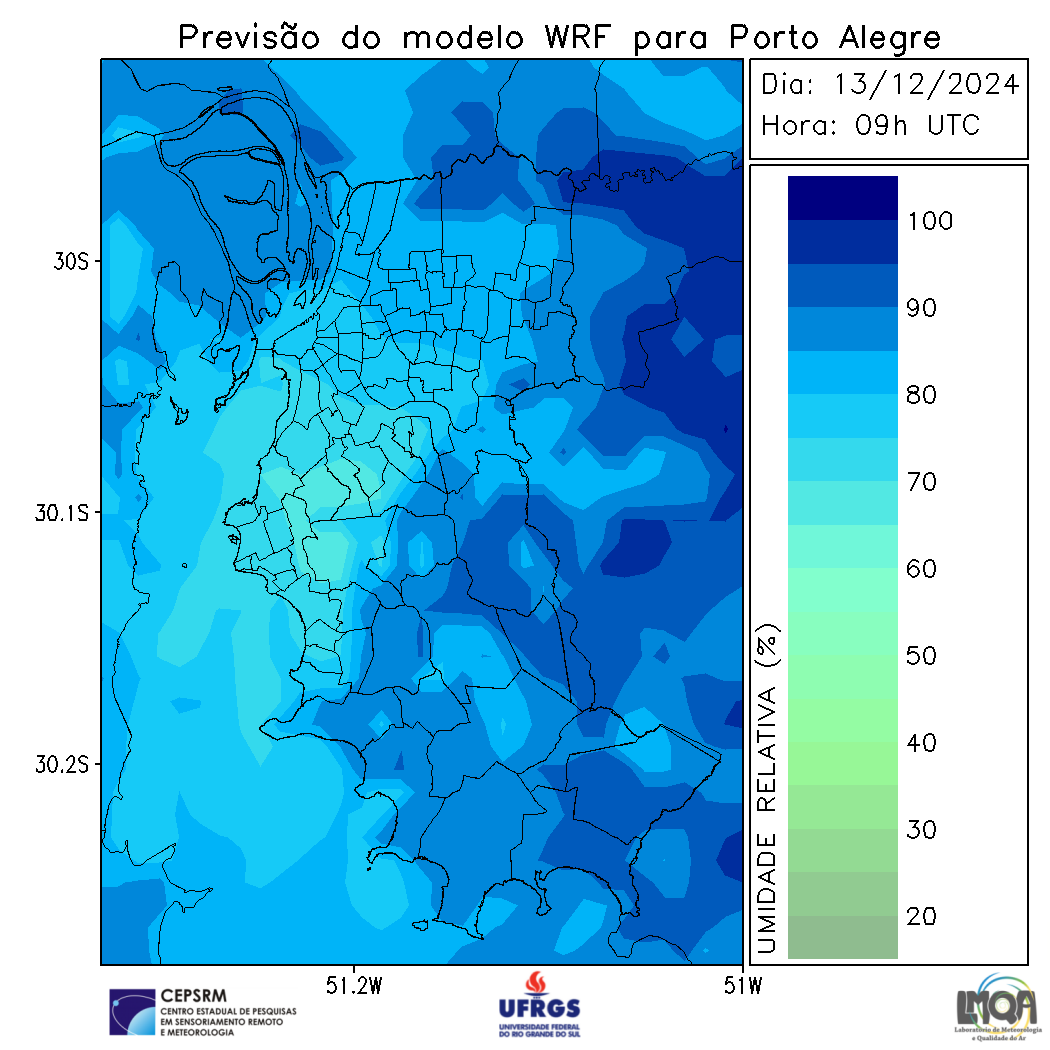 Previsão do modelo WRF para Porto Alegre
Dia: 13/12/2024
Hora: 09h UTC
30S
30.1S
30.2S
51.2W
51W
100
90
80
70
60
50
40
30
20
UMIDADE RELATIVA (%)
CEPSRM
CENTRO ESTADUAL DE PESQUISAS
EM SENSORIAMENTO REMOTO
E METEOROLOGIA
UFRGS
UNIVERSIDADE FEDERAL
DO RIO GRANDE DO SUL
LMQA
Laboratório de Meteorologia
e Qualidade do Ar